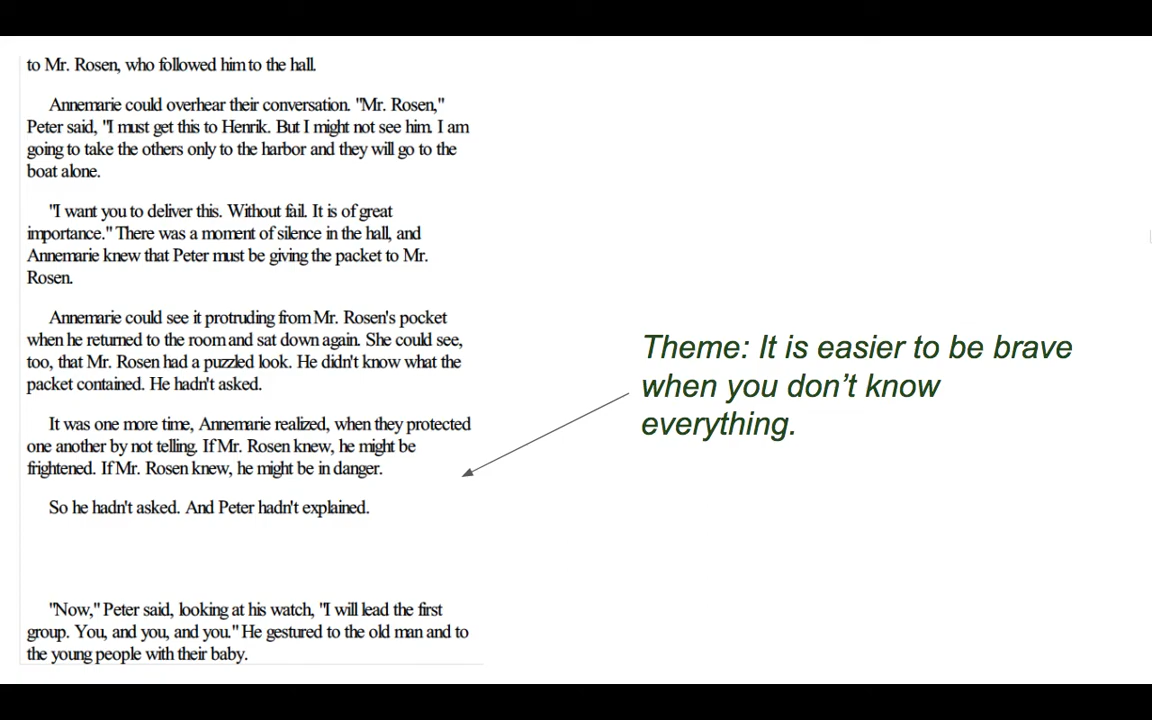 to Mr. Rosen, who followed him to the hall.
Annemarie could overhear their conversation. "Mr. Rosen,"
Peter said, "I must get this to Henrik. But I might not see him. I am
going to take the others only to the harbor and they will go to the
boat alone.
"I want you to deliver this. Without fail. It is of great
importance." There was a moment of silence in the hall, and
Annemarie knew that Peter must be giving the packet to Mr.
Rosen.
Annemarie could see it protruding from Mr. Rosen's pocket
when he returned to the room and sat down again. She could see,
too, that Mr. Rosen had a puzzled look. He didn't know what the
packet contained. He hadn't asked.
It was one more time, Annemarie realized, when they protected
one another by not telling. If Mr. Rosen knew, he might be
frightened. If Mr. Rosen knew, he might be in danger.
So he hadn't asked. And Peter hadn't explained.
"Now," Peter said, looking at his watch, "I will lead the first
group. You, and you, and you." He gestured to the old man and to
the young people with their baby.
Theme: It is easier to be brave
when you don’t know
everything.